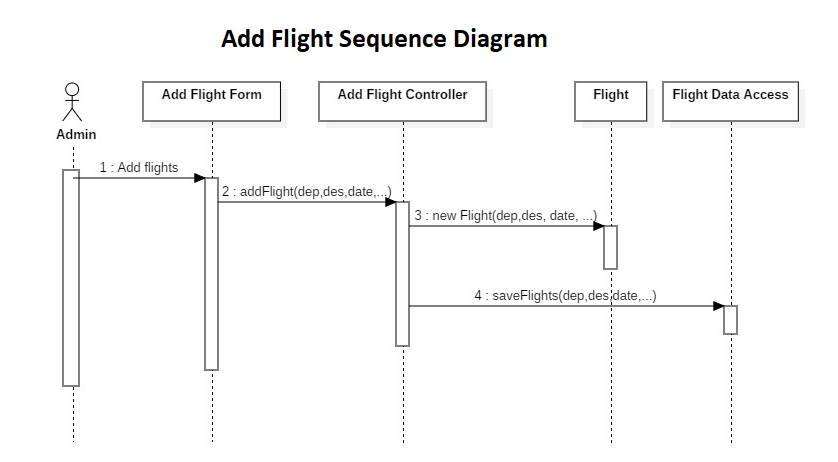 Add Flight Sequence Diagram
Add Flight Form
Add Flight Controller
Flight
Flight Data Access
Admin
1 : Add flights
2 : addFlight(dep,des,date,...)
3 : new Flight(dep,des, date, ...)
4 : saveFlights(dep,des,date,...)